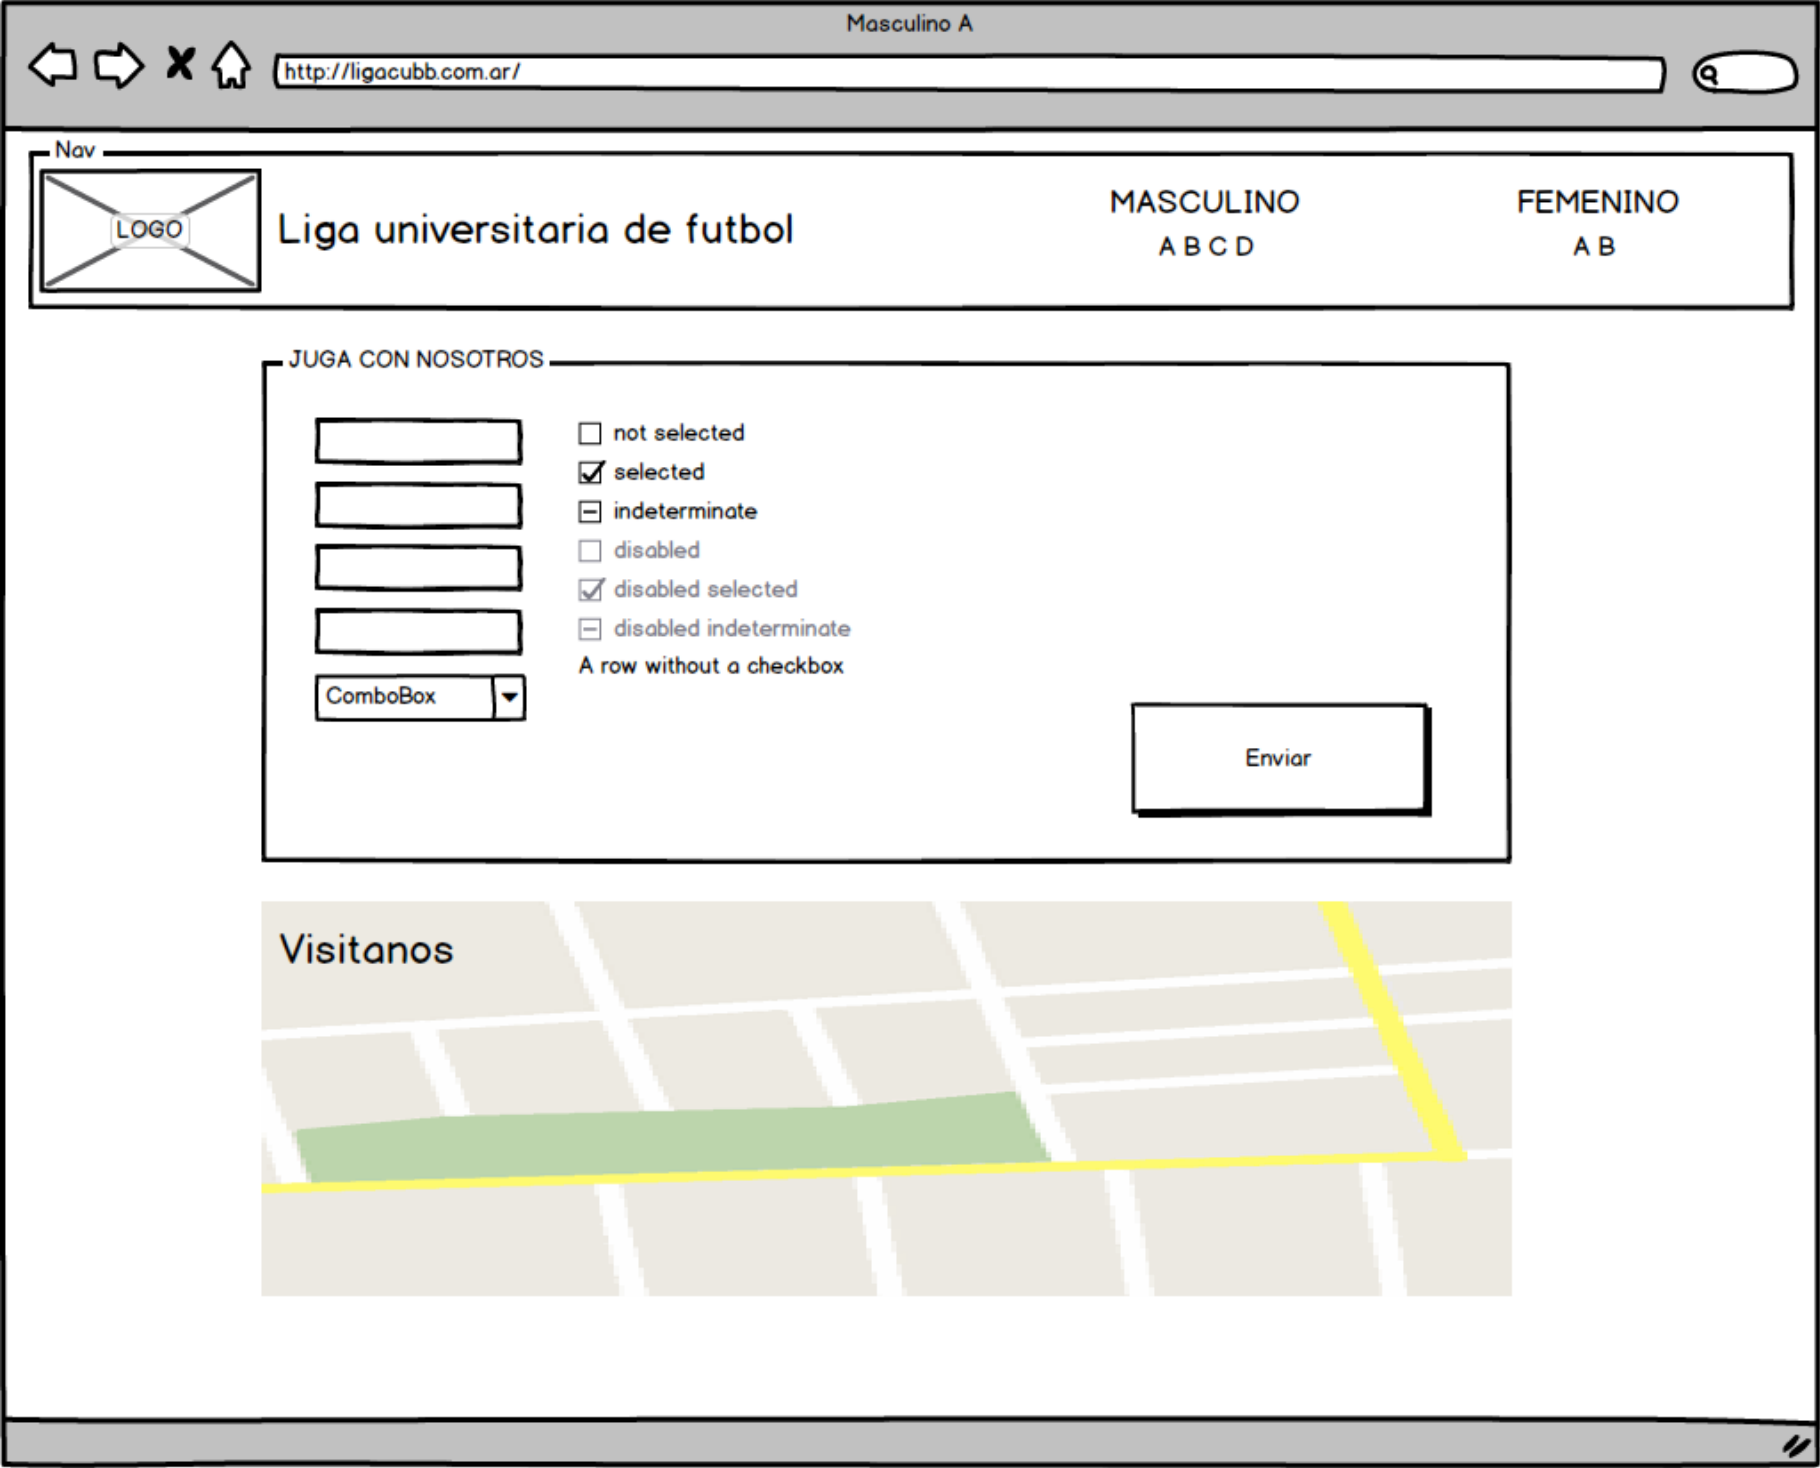 Masculino A
http://ligacubb.com.ar/
Nav
LOGO
Liga universitaria de futbol
MASCULINO
A B C D
FEMENINO
A B
JUGA CON NOSOTROS
not selected
selected
indeterminate
disabled
disabled selected
disabled indeterminate
A row without a checkbox
ComboBox
Enviar
Visitanos